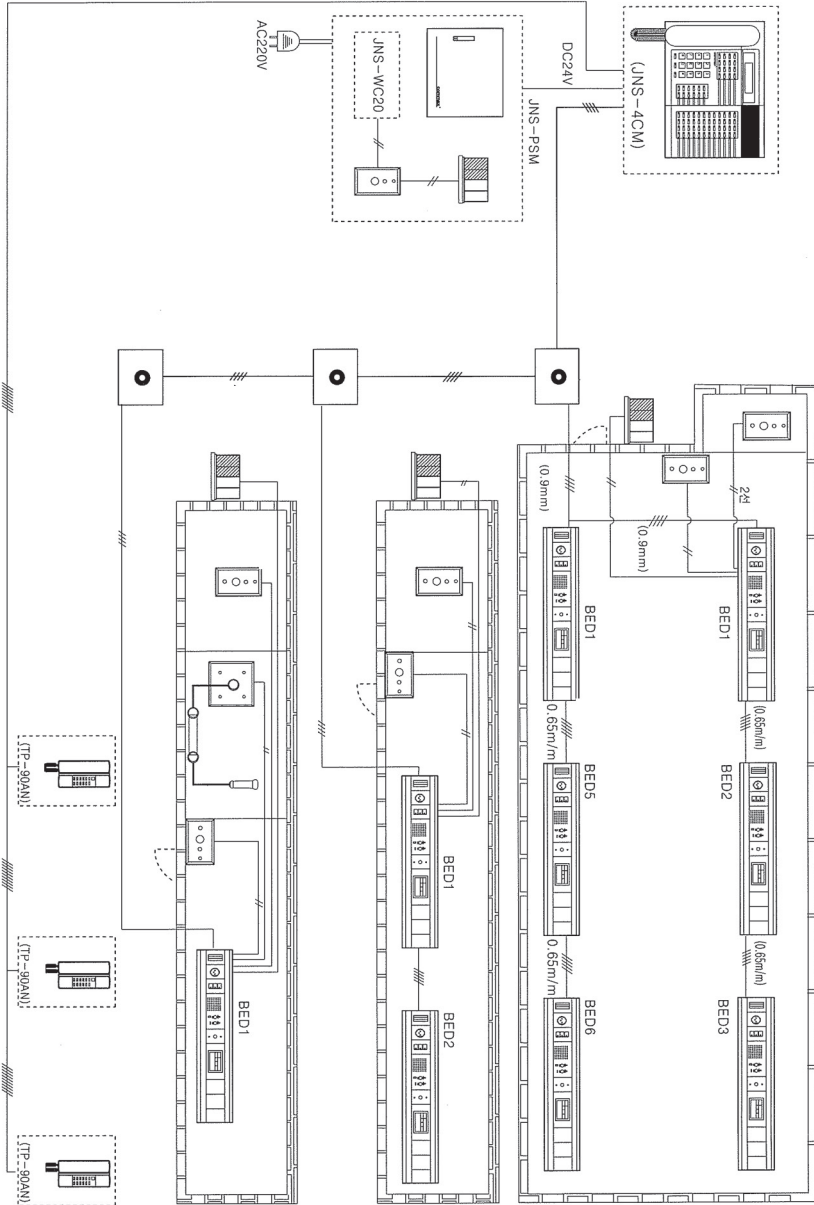 (0.65m/m)
(0.65m/m)
2선
BED1
BED2
BED3
(JNS-4CM)
(0.9mm)
BED1
BED5
BED6
DC24V
(0.9mm)
0.65m/m
0.65m/m
JNS-PSM
BED1
BED2
JNS-WC20
AC220V
BED1
(TP-90AN)
(TP-90AN)
(TP-90AN)